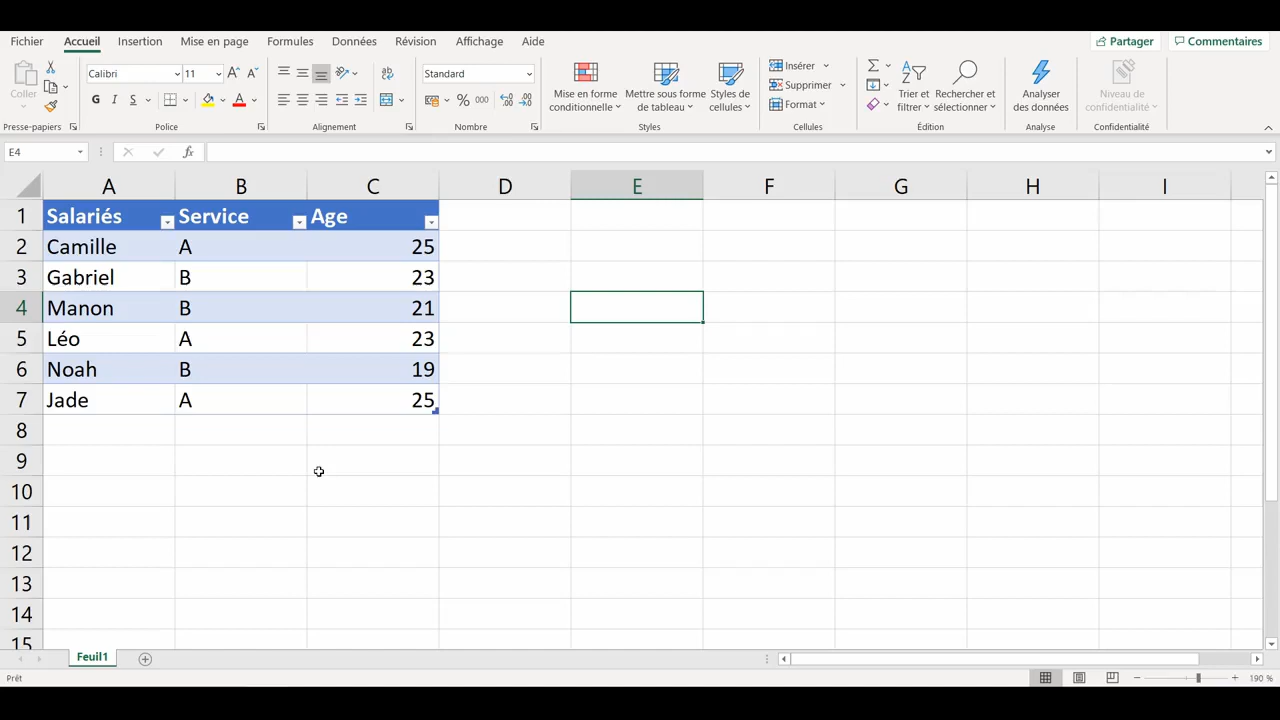 Fichier Accueil Insertion Mise en page Formules Données Révision Affichage Aide Partager Commentaires
Coller
Presse-papiers
Calibri 11
G I S A
Police
Alignement
Standard
% 000
Nombre
Mise en forme conditionnelle
Mettre sous forme de tableau
Styles de cellules
Styles
Insérer
Supprimer
Format
Cellules
Trier et filtrer
Rechercher et sélectionner
Édition
Analyser des données
Analyse
Niveau de confidentialité
Confidentialité
E4 fx
A B C D E F G H I
1 Salariés Service Age
2 Camille A 25
3 Gabriel B 23
4 Manon B 21
5 Léo A 23
6 Noah B 19
7 Jade A 25
8
9
10
11
12
13
14
15
Feuil1
Prêt 190 %